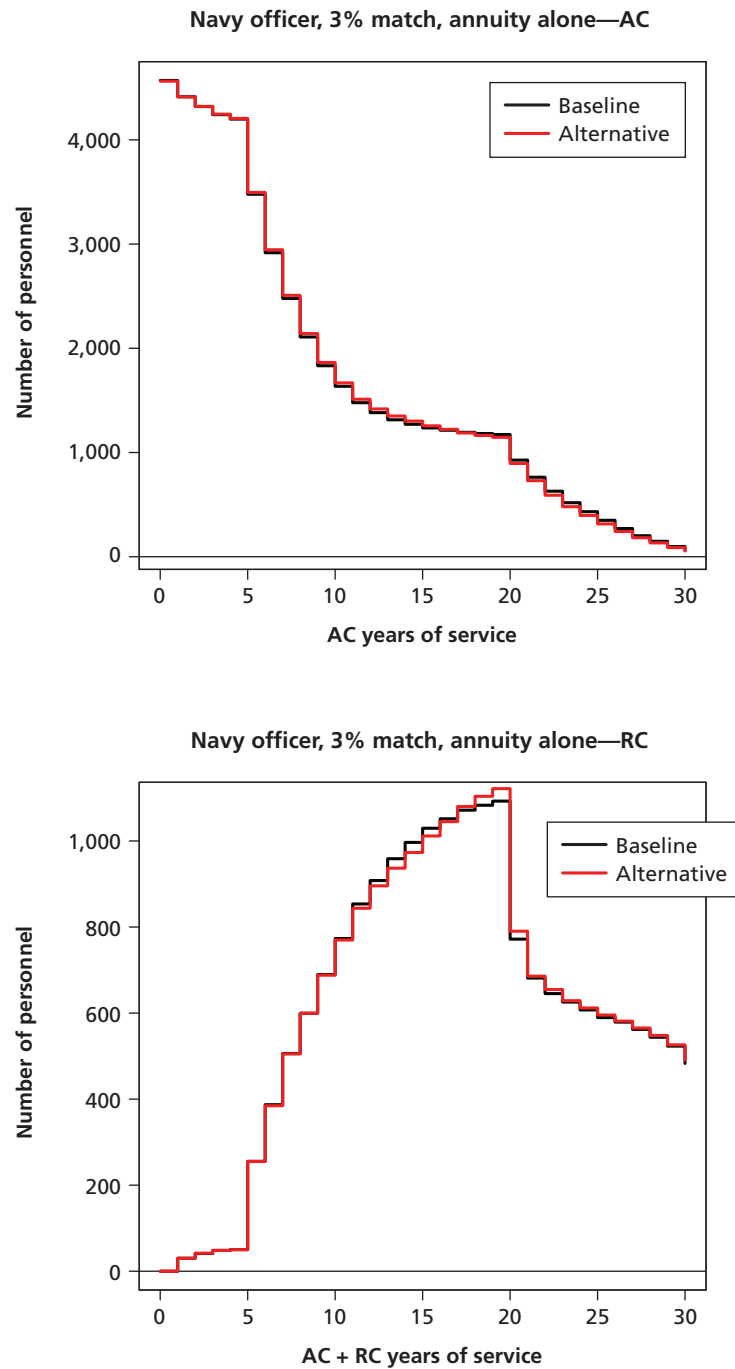 Navy officer, 3% match, annuity alone—AC
Baseline
Alternative
Number of personnel
4,000
3,000
2,000
1,000
0
0 5 10 15 20 25 30
AC years of service
Navy officer, 3% match, annuity alone—RC
Baseline
Alternative
Number of personnel
1,000
800
600
400
200
0
0 5 10 15 20 25 30
AC + RC years of service